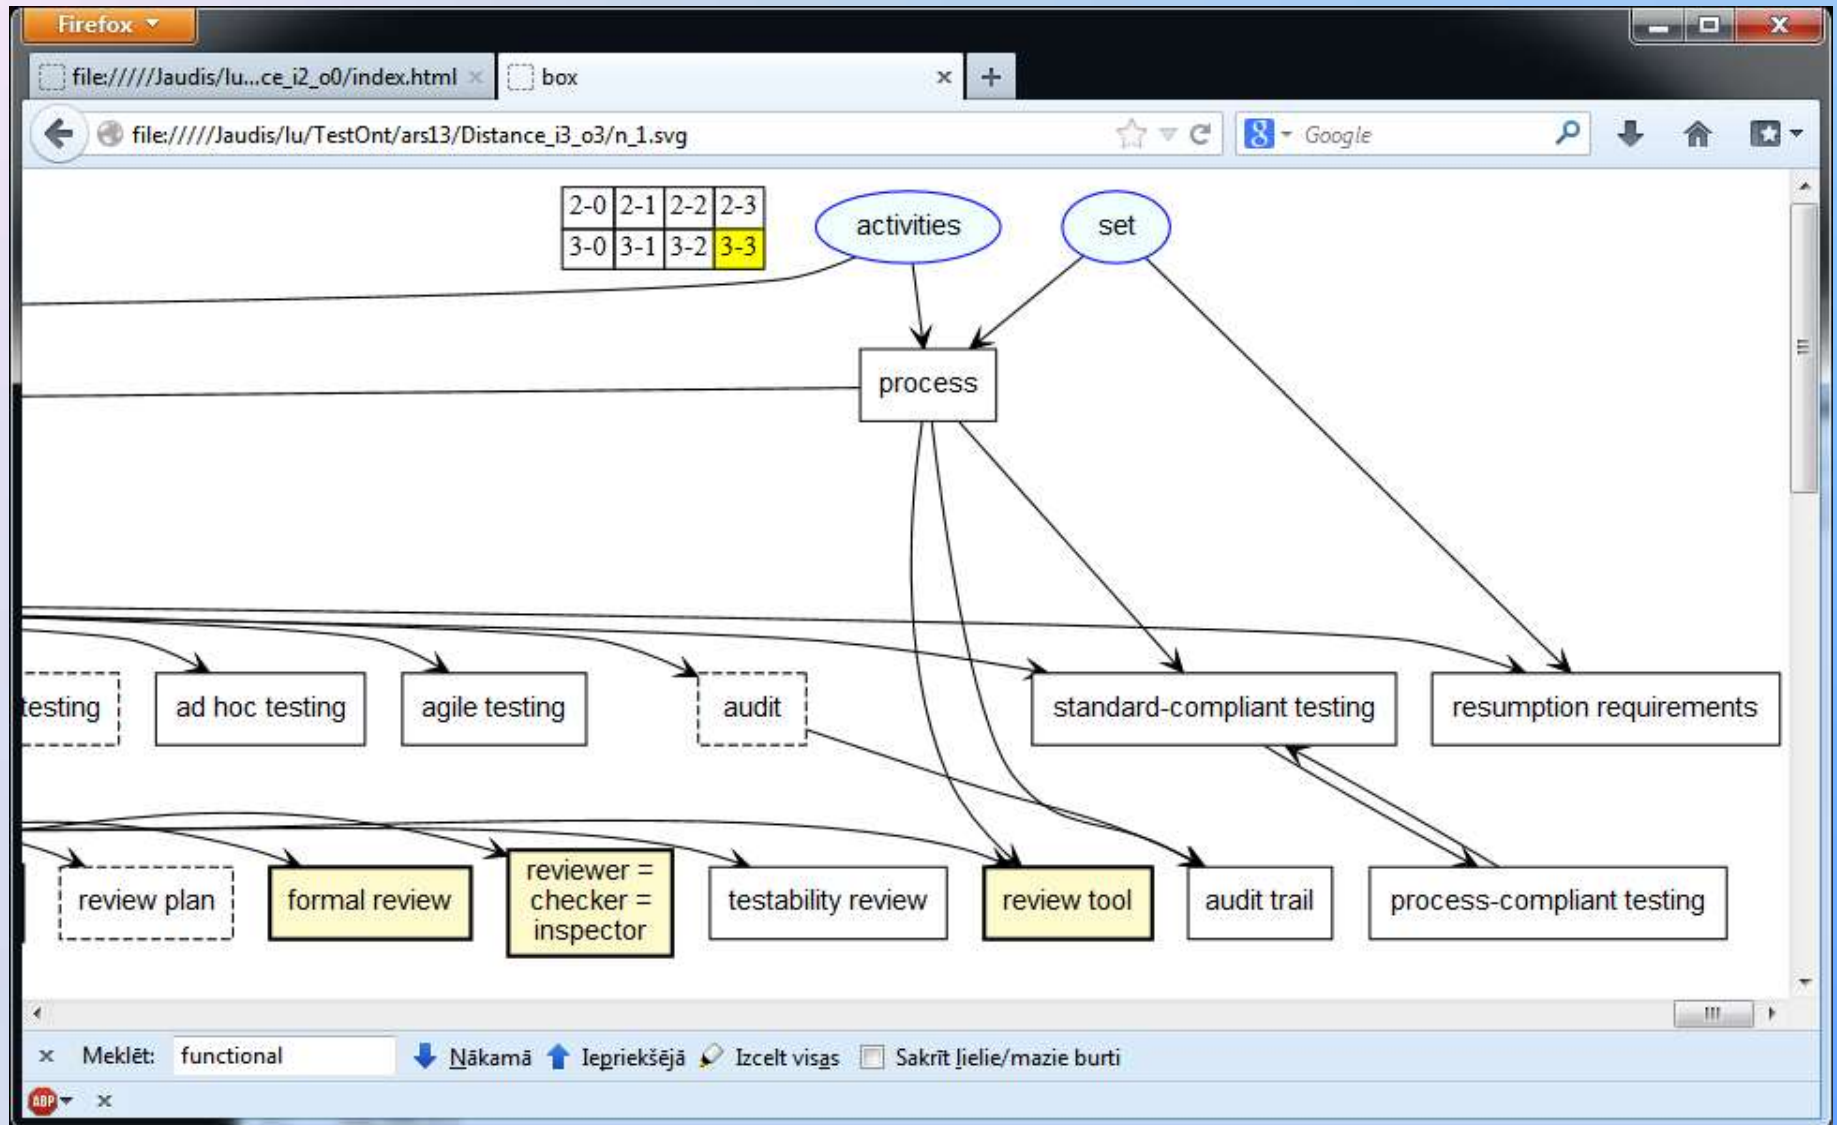 Firefox
file://///Jaudis/lu...ce_i2_o0/index.html
box
file://///Jaudis/lu/TestOnt/ars13/Distance_i3_o3/n_1.svg
Google
2-0 2-1 2-2 2-3
3-0 3-1 3-2 3-3
activities
set
process
testing
ad hoc testing
agile testing
audit
standard-compliant testing
resumption requirements
review plan
formal review
reviewer =
checker =
inspector
testability review
review tool
audit trail
process-compliant testing
Meklēt:
functional
Nākamā
Iepriekšējā
Izcelt visas
Sakrīt lielie/mazie burti
ABP